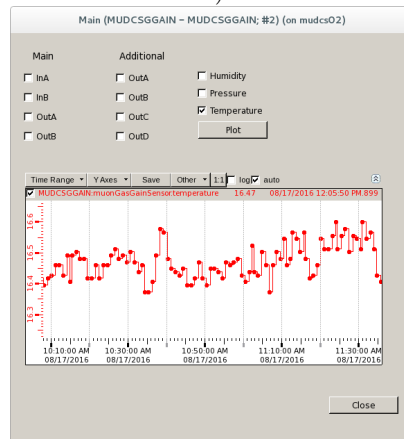 Main (MUDCSGGAIN - MUDCSGGAIN; #2) (on mudcs02)
Main Additional
InA OutA Humidity
InB OutB Pressure
OutA OutC Temperature
OutB OutD Plot
Time Range Y Axes Save Other 1:1 log auto
MUDCSGGAIN:muonGasGainSensor.temperature 16.47 08/17/2016 12:05:50 PM.899
16.6
16.5
16.4
16.3
10:10:00 AM 10:30:00 AM 10:50:00 AM 11:10:00 AM 11:30:00 AM
08/17/2016 08/17/2016 08/17/2016 08/17/2016 08/17/2016
Close